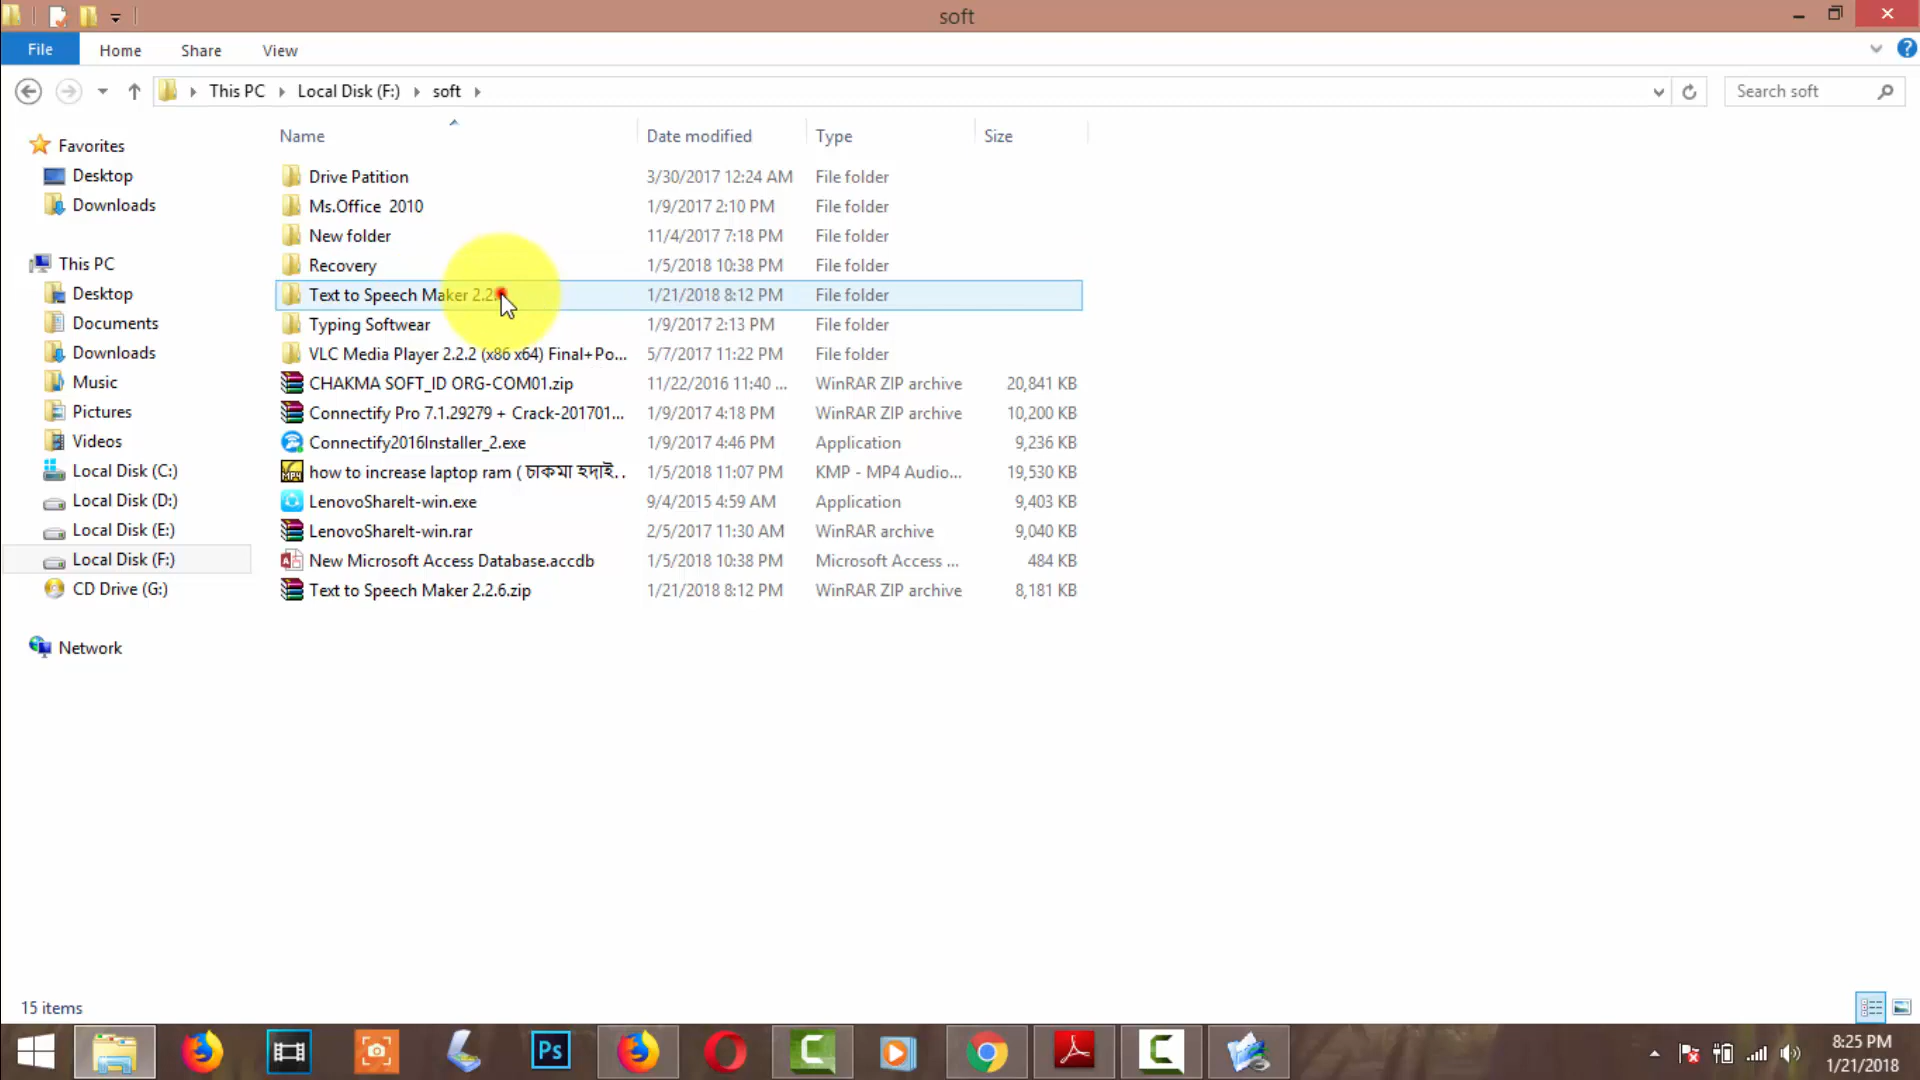 soft
File Home Share View
This PC Local Disk (F:) soft Search soft
Name Date modified Type Size
Favorites
Desktop
Downloads
This PC
Desktop
Documents
Downloads
Music
Pictures
Videos
Local Disk (C:)
Local Disk (D:)
Local Disk (E:)
Local Disk (F:)
CD Drive (G:)
Network
Drive Patition 3/30/2017 12:24 AM File folder
Ms.Office 2010 1/9/2017 2:10 PM File folder
New folder 11/4/2017 7:18 PM File folder
Recovery 1/5/2018 10:38 PM File folder
Text to Speech Maker 1/21/2018 8:12 PM File folder
Typing Softwear 1/9/2017 2:13 PM File folder
VLC Media Player 2.2.2 (x86 x64) Final+Po... 5/7/2017 11:22 PM File folder
CHAKMA SOFT_ID ORG-COM01.zip 11/22/2016 11:40 ... WinRAR ZIP archive 20,841 KB
Connectify Pro 7.1.29279 + Crack-201701... 1/9/2017 4:18 PM WinRAR ZIP archive 10,200 KB
Connectify2016Installer_2.exe 1/9/2017 4:46 PM Application 9,236 KB
how to increase laptop ram ( চাকমা হদাই.. 1/5/2018 11:07 PM KMP - MP4 Audio... 19,530 KB
LenovoShareIt-win.exe 9/4/2015 4:59 AM Application 9,403 KB
LenovoShareIt-win.rar 2/5/2017 11:30 AM WinRAR archive 9,040 KB
New Microsoft Access Database.accdb 1/5/2018 10:38 PM Microsoft Access ... 484 KB
Text to Speech Maker 2.2.6.zip 1/21/2018 8:12 PM WinRAR ZIP archive 8,181 KB
15 items
Ps
8:25 PM
1/21/2018